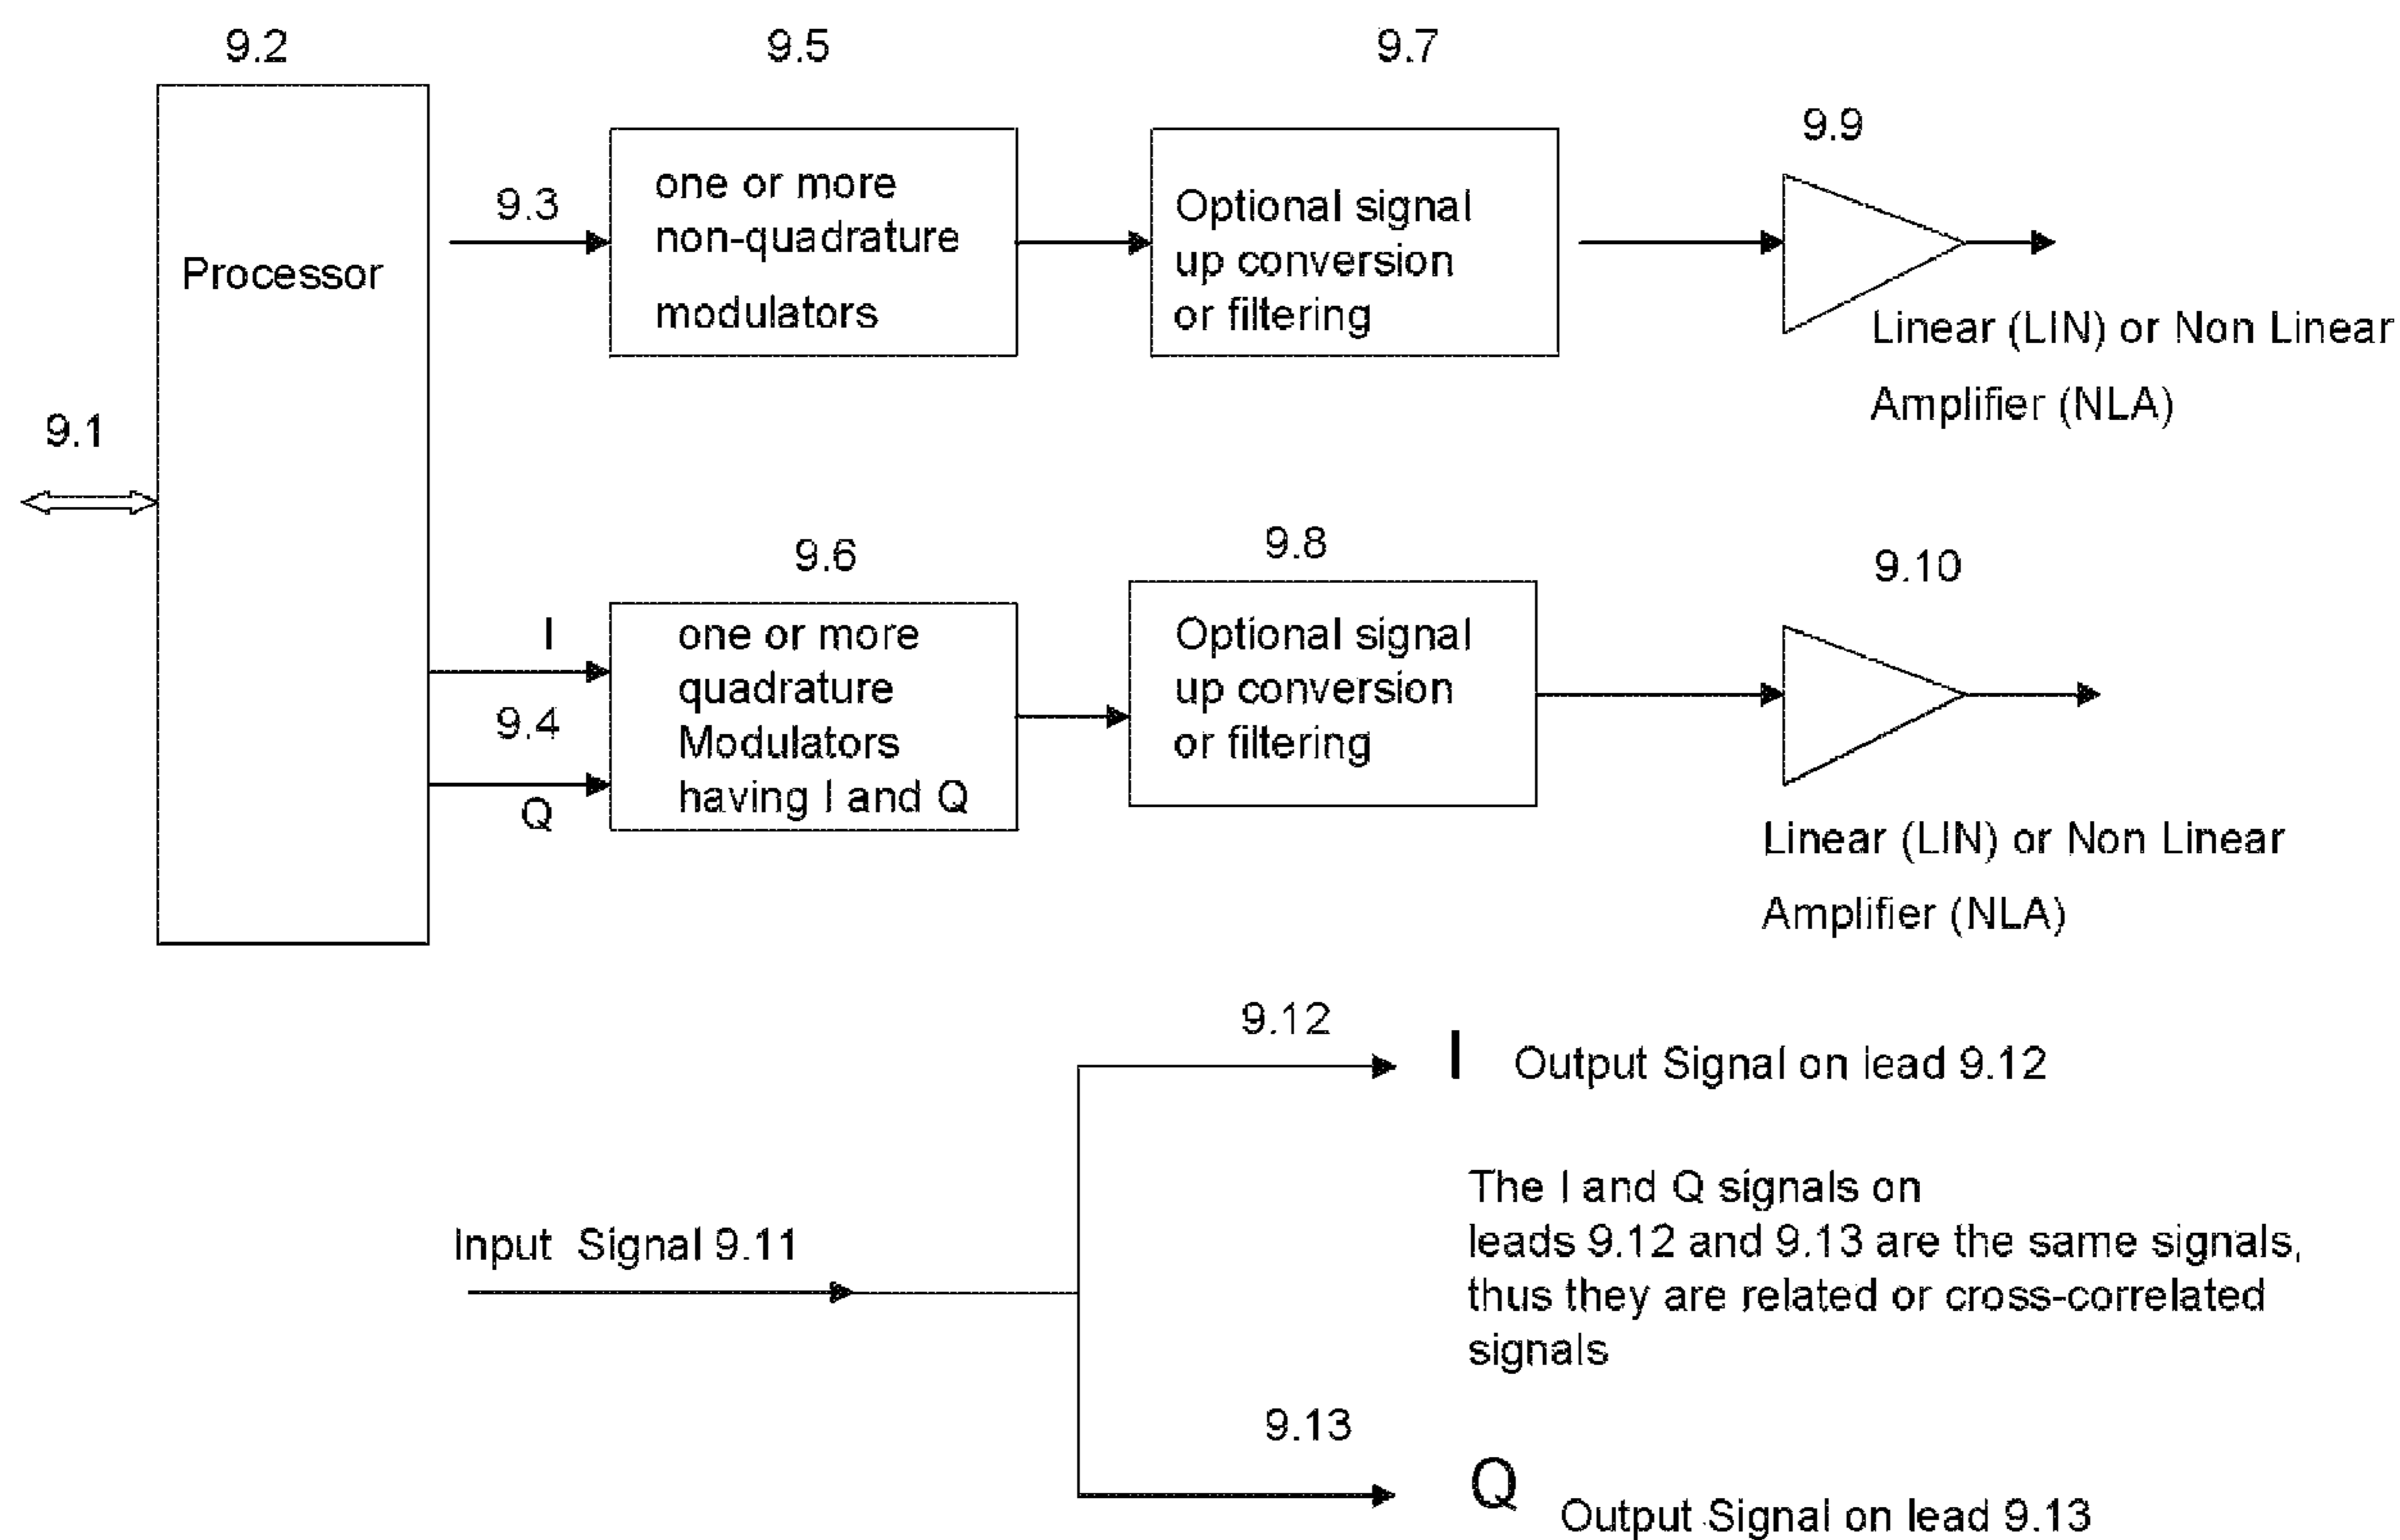 9.2
9.5
9.7
9.9
Processor
9.3
one or more
non-quadrature
modulators
Optional signal
up conversion
or filtering
Linear (LIN) or Non Linear
Amplifier (NLA)
9.1
9.6
9.8
9.10
I
9.4
Q
one or more
quadrature
Modulators
having I and Q
Optional signal
up conversion
or filtering
Linear (LIN) or Non Linear
Amplifier (NLA)
9.12
I Output Signal on lead 9.12
Input Signal 9.11
The I and Q signals on
leads 9.12 and 9.13 are the same signals,
thus they are related or cross-correlated
signals
9.13
Q Output Signal on lead 9.13